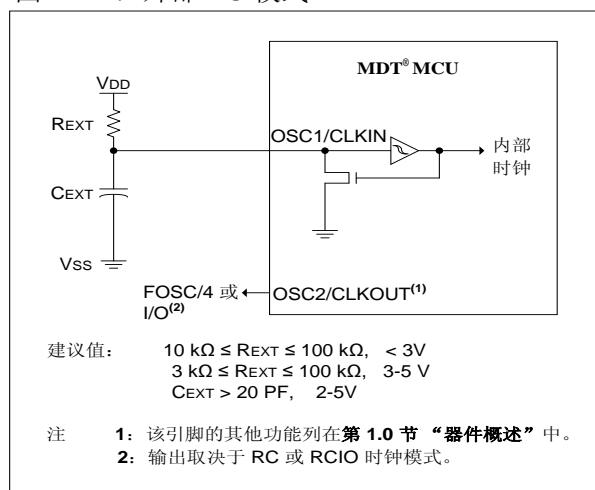 MDT® MCU
VDD
REXT
OSC1/CLKIN
内部
时钟
CEXT
VSS
FOSC/4 或
I/O(2)
OSC2/CLKOUT(1)
建议值: 10 kΩ ≤ REXT ≤ 100 kΩ, < 3V
3 kΩ ≤ REXT ≤ 100 kΩ, 3-5 V
CEXT > 20 PF, 2-5V
注 1: 该引脚的其他功能列在第 1.0 节 “器件概述”中。
2: 输出取决于 RC 或 RCIO 时钟模式。